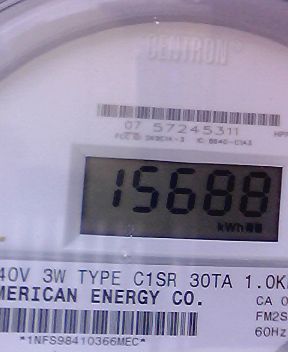 CENTRON
07 57245311
15688
kWh
40V 3W TYPE C1SR 30TA 1.0K
MERICAN ENERGY CO.
CA 0
FM2S
60Hz
*1NFS98410366MEC*